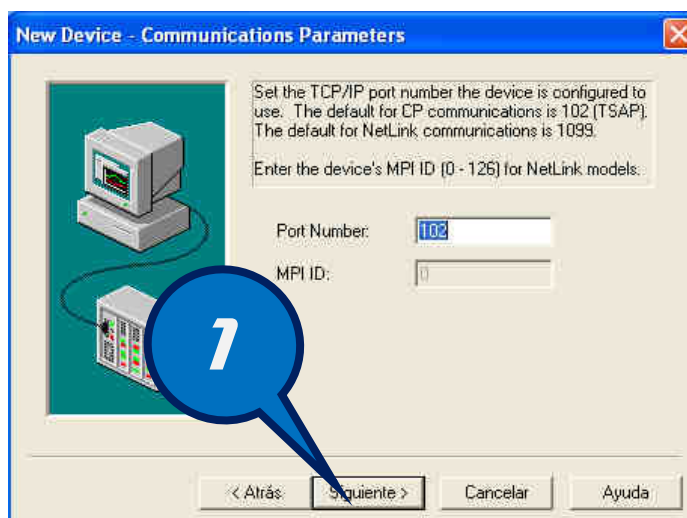 New Device - Communications Parameters
Set the TCP/IP port number the device is configured to
use. The default for CP communications is 102 (TSAP).
The default for NetLink communications is 1099.
Enter the device's MPI ID (0 - 126) for NetLink models.
Port Number: 102
MPI ID: 0
7
< Atrás Siguiente > Cancelar Ayuda